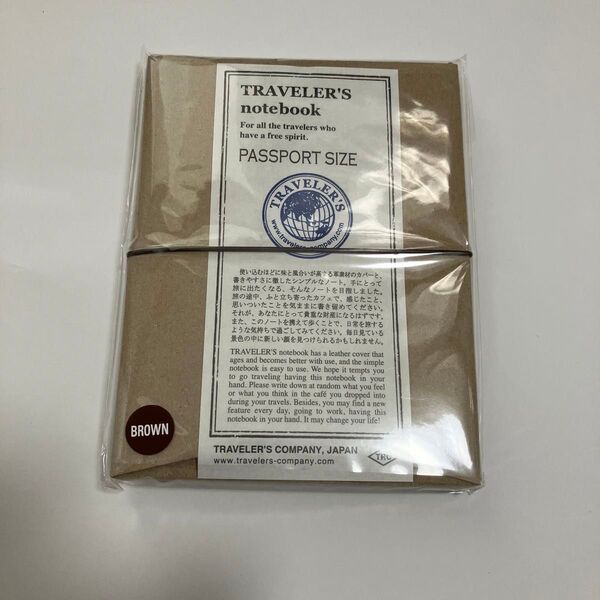 TRAVELER'S
notebook
For all the travelers who
have a free spirit.
PASSPORT SIZE
TRAVELER'S
www.travelers-company.com
使い込むほどに味と風合いが高まる革素材のカバーと、
書きやすさに徹したシンプルなノート。手にとって
旅に出たくなる、そんなノートを目指しました。
旅の途中、ふと立ち寄ったカフェで、感じたこと、
思いついたことを気ままに書き留めてください。
それが、あなたにとって貴重な財産になるはずです。
また、このノートを携えて歩くことで、日常を旅する
ような気持ちで過ごしてみてください。毎日見ている
景色の中に新しい顔を見つけられるかもしれません。
TRAVELER'S notebook has a leather cover that
ages and becomes better with use, and the simple
notebook is easy to use. We hope it tempts you
to go traveling having this notebook in your
hand. Please write down at random what you feel
or what you think in the café you dropped into
during your travels. Besides, you may find a new
feature every day, going to work, having this
notebook in your hand. It may change your life!
BROWN
TRAVELER'S COMPANY, JAPAN
www.travelers-company.com
TRC